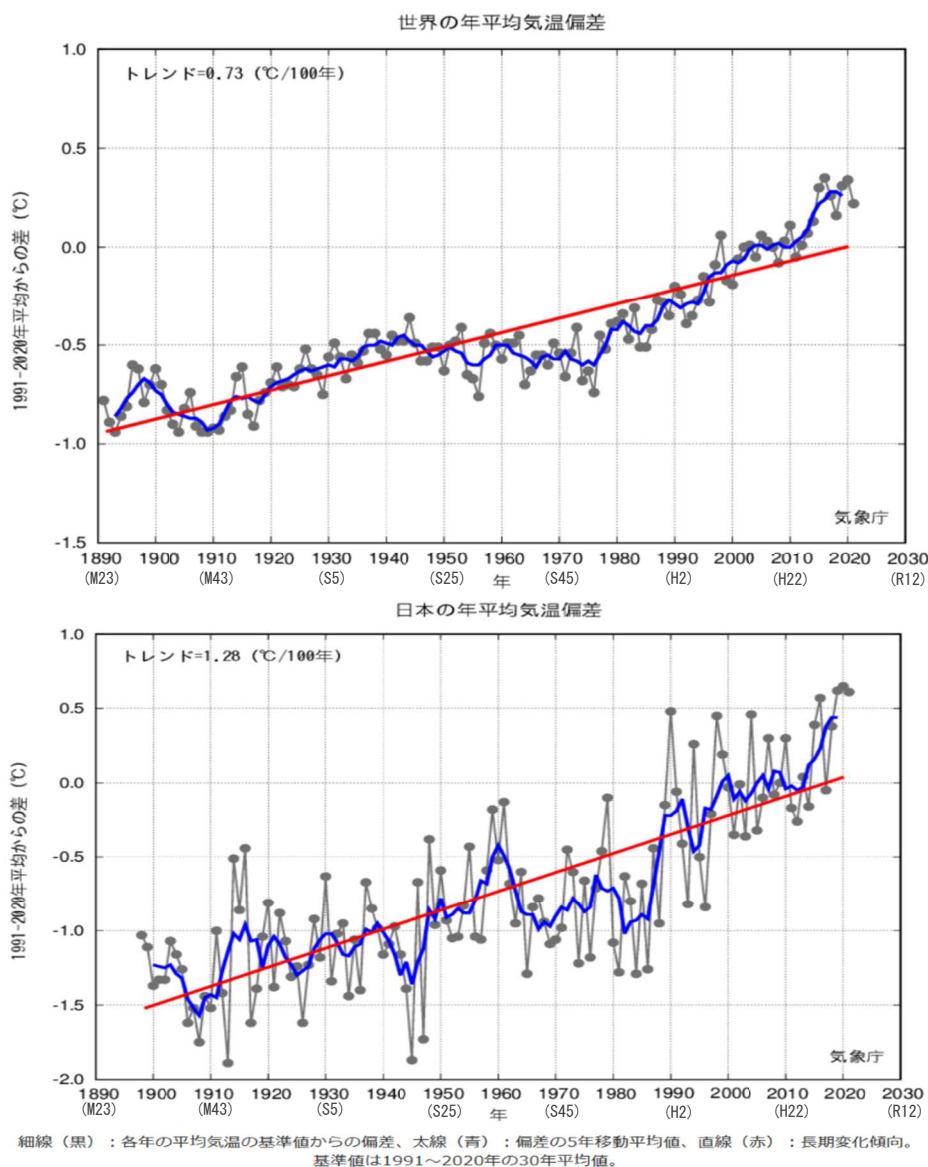 世界の年平均気温偏差
トレンド=0.73 (℃/100年)
1991-2020年平均からの差 (℃)
1.0
0.5
0.0
-0.5
-1.0
-1.5
気象庁
1890 1900 1910 1920 1930 1940 1950 1960 1970 1980 1990 2000 2010 2020 2030
(M23) (M43) (S5) (S25) 年 (S45) (H2) (H22) (R12)
日本の年平均気温偏差
トレンド=1.28 (℃/100年)
1991-2020年平均からの差 (℃)
1.0
0.5
0.0
-0.5
-1.0
-1.5
-2.0
気象庁
1890 1900 1910 1920 1930 1940 1950 1960 1970 1980 1990 2000 2010 2020 2030
(M23) (M43) (S5) (S25) 年 (S45) (H2) (H22) (R12)
細線（黒）：各年の平均気温の基準値からの偏差、太線（青）：偏差の5年移動平均値、直線（赤）：長期変化傾向。
基準値は1991～2020年の30年平均値。